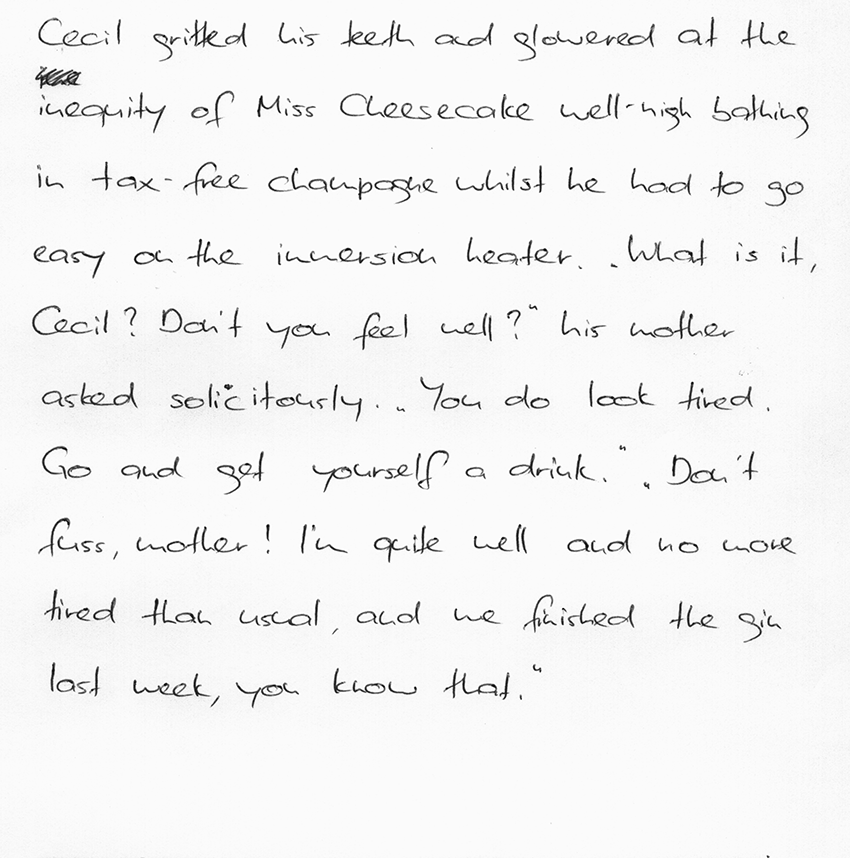 Cecil gritted his teeth and glowered at the
inequity of Miss Cheesecake well-nigh bathing
in tax-free champagne whilst he had to go
easy on the immersion heater. „What is it,
Cecil? Don't you feel well?“ his mother
asked solicitously. „You do look tired.
Go and get yourself a drink.“ „Don't
fuss, mother! I'm quite well and no more
tired than usual, and we finished the gin
last week, you know that.“